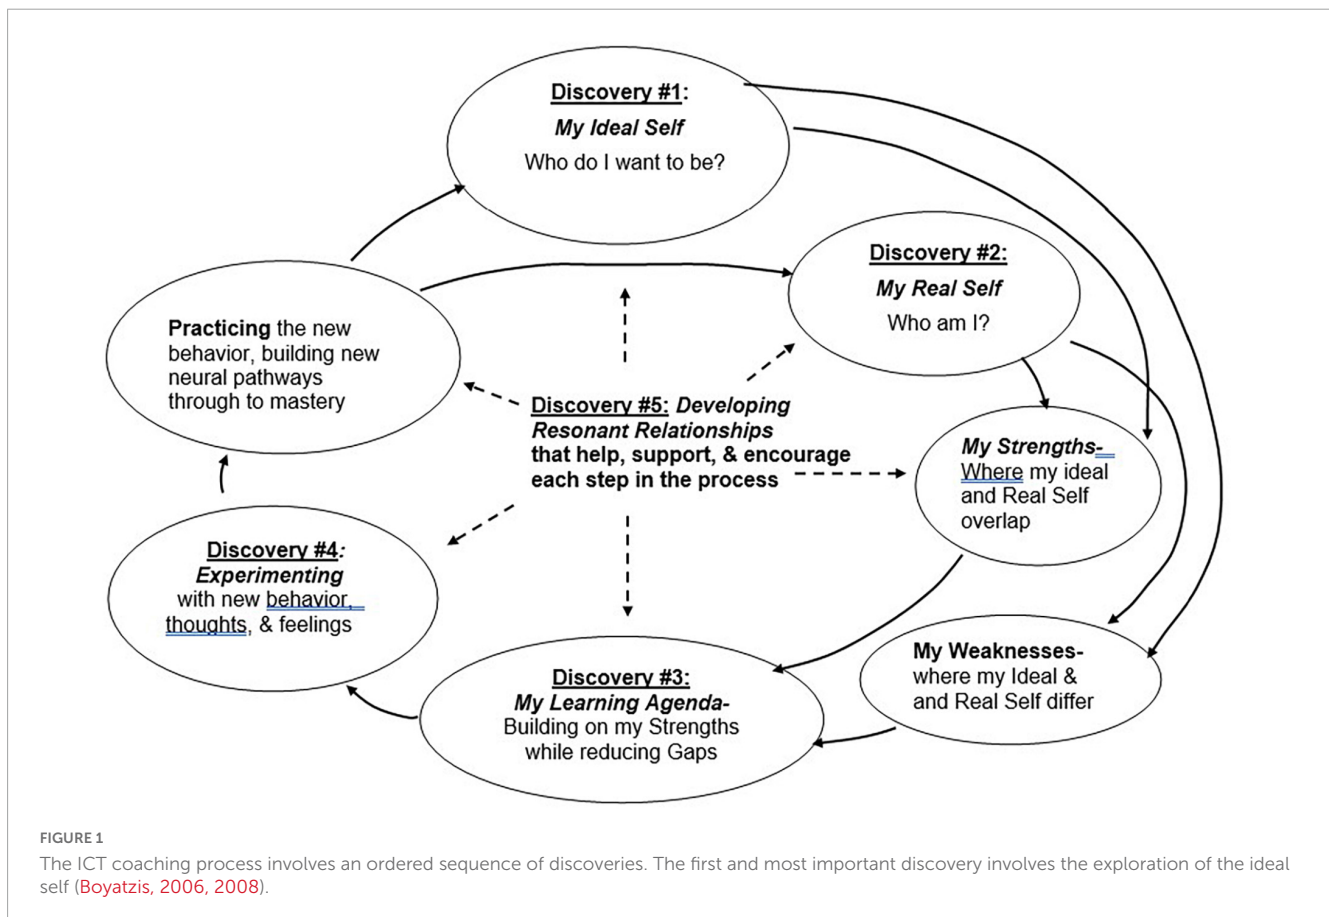 Discovery #1:
My Ideal Self
Who do I want to be?
Discovery #2:
My Real Self
Who am I?
Practicing the new
behavior, building new
neural pathways
through to mastery
Discovery #5: Developing
Resonant Relationships
that help, support, & encourage
each step in the process
My Strengths-
Where my ideal
and Real Self
overlap
Discovery #4:
Experimenting
with new behavior,
thoughts, & feelings
My Weaknesses-
where my Ideal &
and Real Self differ
Discovery #3:
My Learning Agenda-
Building on my Strengths
while reducing Gaps
FIGURE 1
The ICT coaching process involves an ordered sequence of discoveries. The first and most important discovery involves the exploration of the ideal
self (Boyatzis, 2006, 2008).